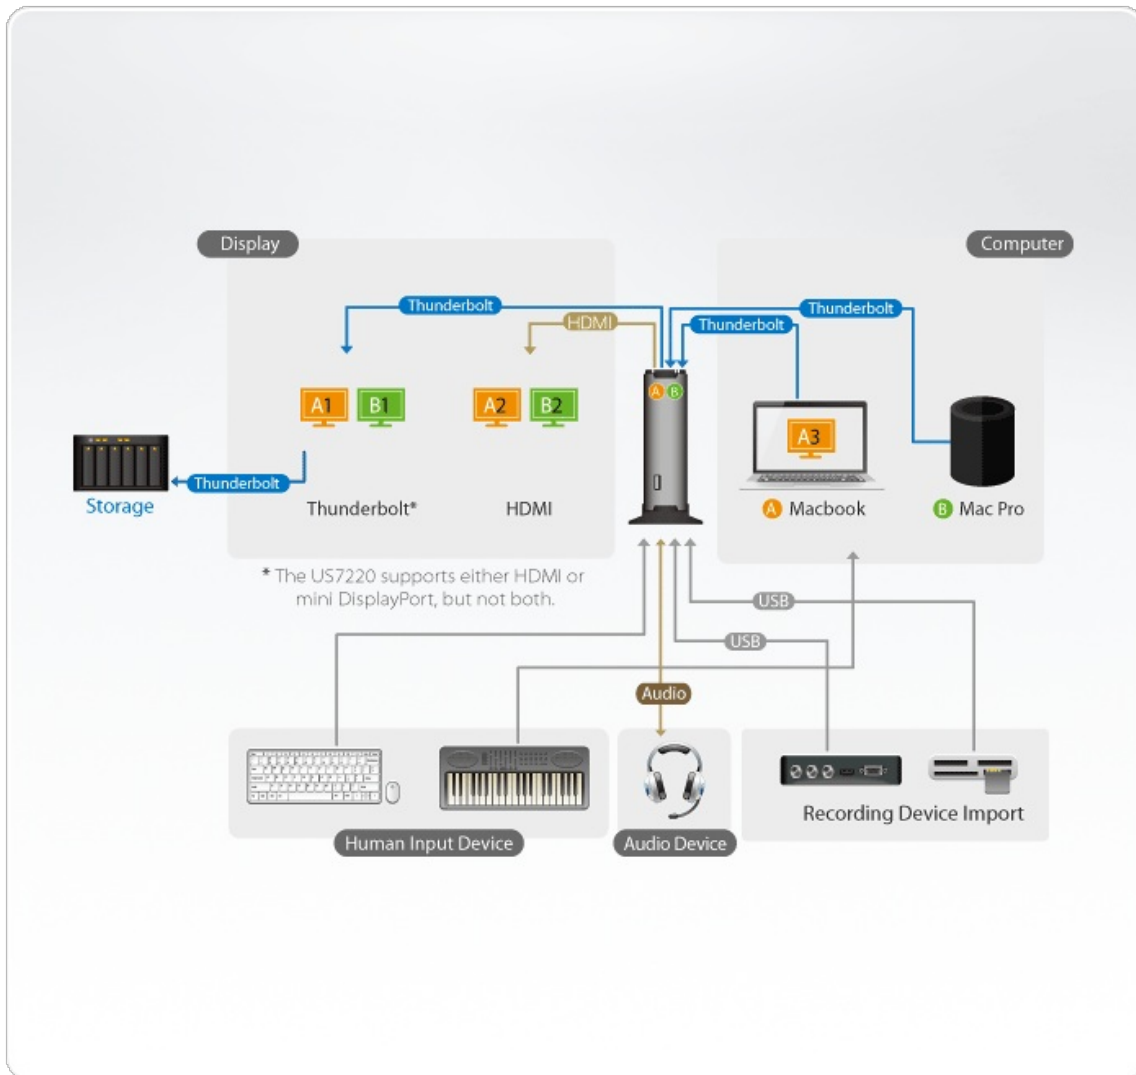 Display
Computer
Thunderbolt
Thunderbolt
HDMI
Thunderbolt
A B
A1 B1 A2 B2
A3
Thunderbolt
Storage
Thunderbolt*
HDMI
A Macbook
B Mac Pro
* The US7220 supports either HDMI or
mini DisplayPort, but not both.
USB
USB
Audio
Recording Device Import
Human Input Device
Audio Device